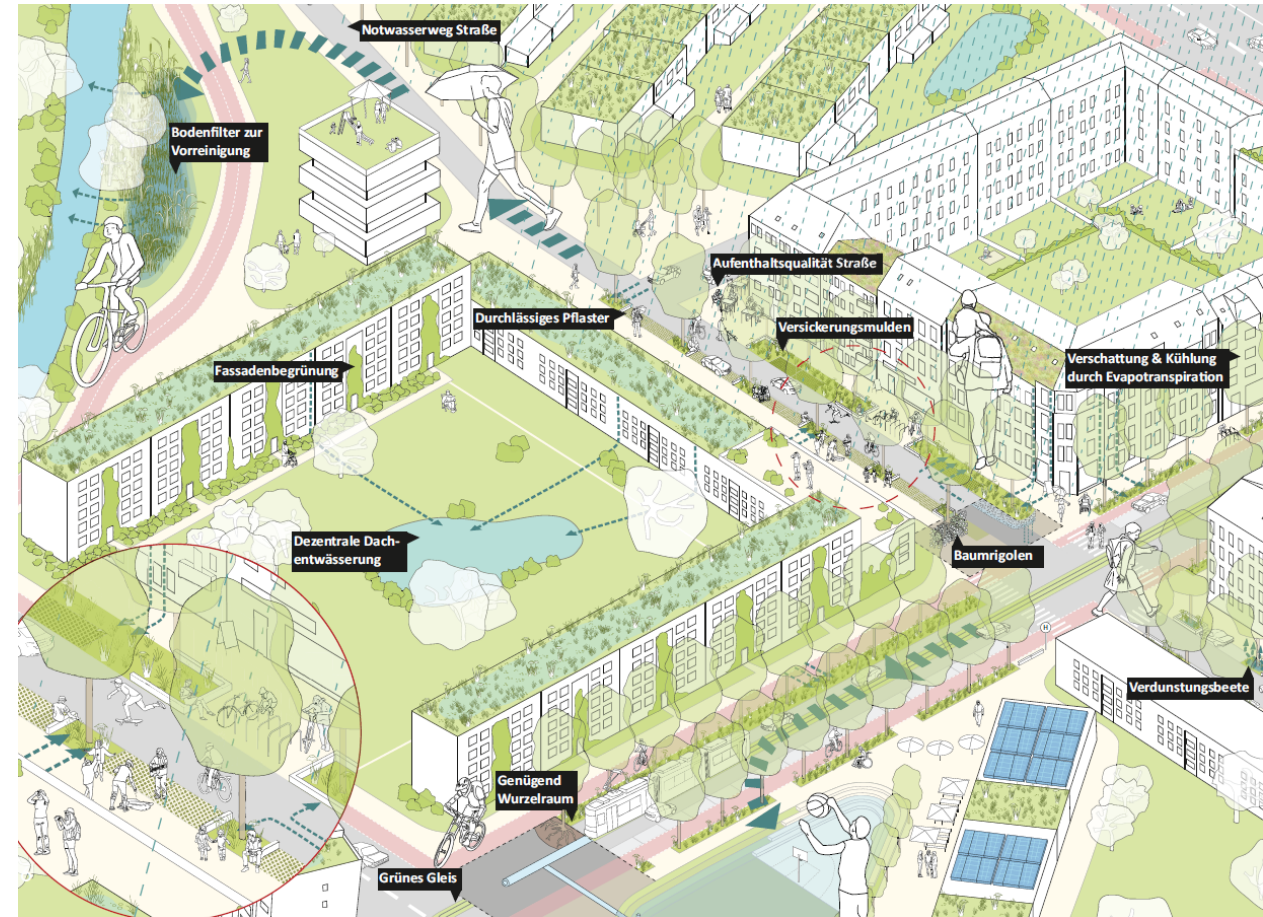 Notwasserweg Straße
Bodenfilter zur
Vorreinigung
Aufenthaltsqualität Straße
Durchlässiges Pflaster
Versickerungsmulden
Verschattung & Kühlung
durch Evapotranspiration
Fassadenbegrünung
Dezentrale Dach-
entwässerung
Baumrigolen
H
Verdunstungsbeete
Genügend
Wurzelraum
Grünes Gleis